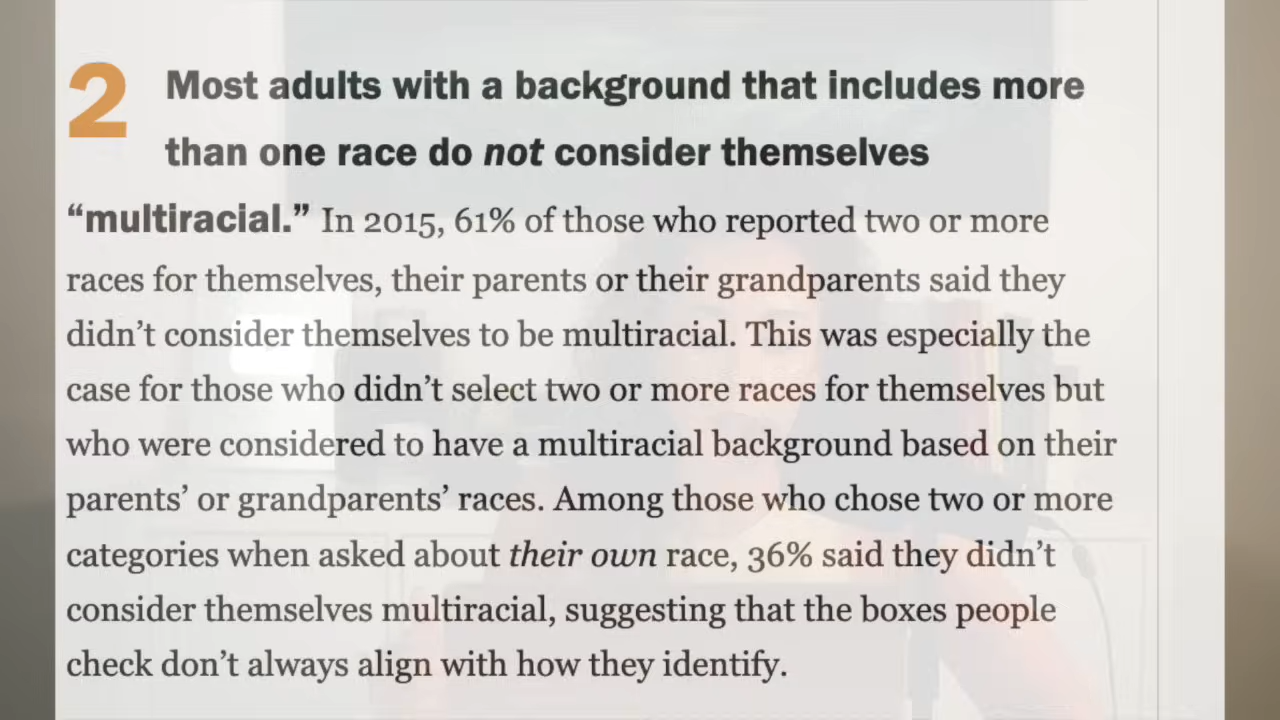 2 Most adults with a background that includes more
than one race do not consider themselves
“multiracial.” In 2015, 61% of those who reported two or more
races for themselves, their parents or their grandparents said they
didn’t consider themselves to be multiracial. This was especially the
case for those who didn’t select two or more races for themselves but
who were considered to have a multiracial background based on their
parents’ or grandparents’ races. Among those who chose two or more
categories when asked about their own race, 36% said they didn’t
consider themselves multiracial, suggesting that the boxes people
check don’t always align with how they identify.